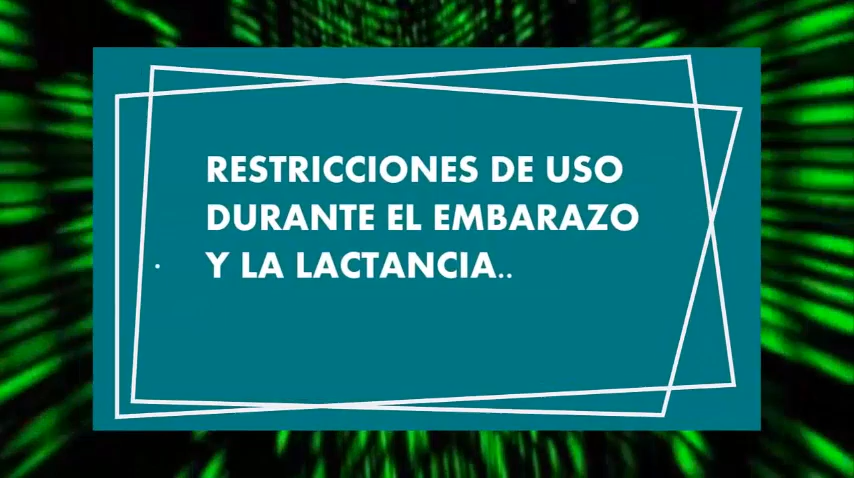 RESTRICCIONES DE USO
DURANTE EL EMBARAZO
Y LA LACTANCIA..